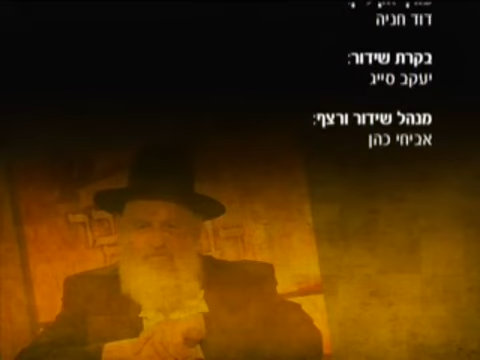 דוד חניה
בקרת שידור:
יעקב סייג
מנהל שידור ורצף:
אביחי כהן